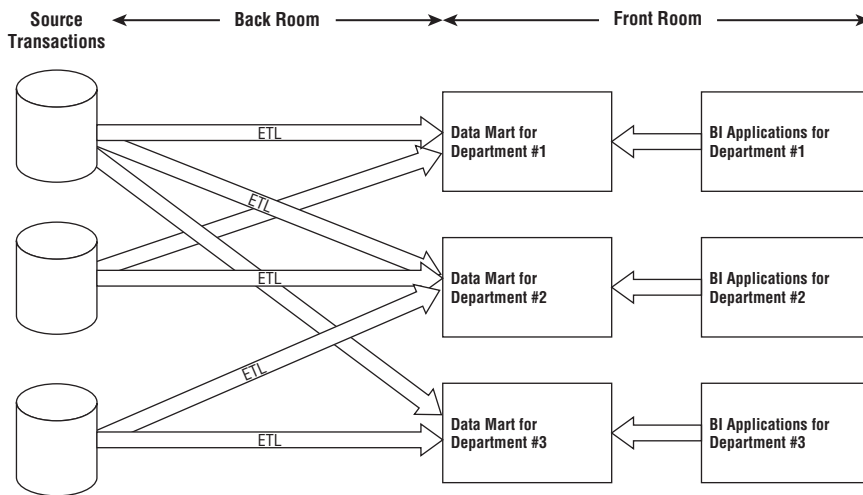 Source
Transactions
Back Room
Front Room
ETL
Data Mart for
Department #1
BI Applications for
Department #1
ETL
ETL
Data Mart for
Department #2
BI Applications for
Department #2
ETL
ETL
Data Mart for
Department #3
BI Applications for
Department #3